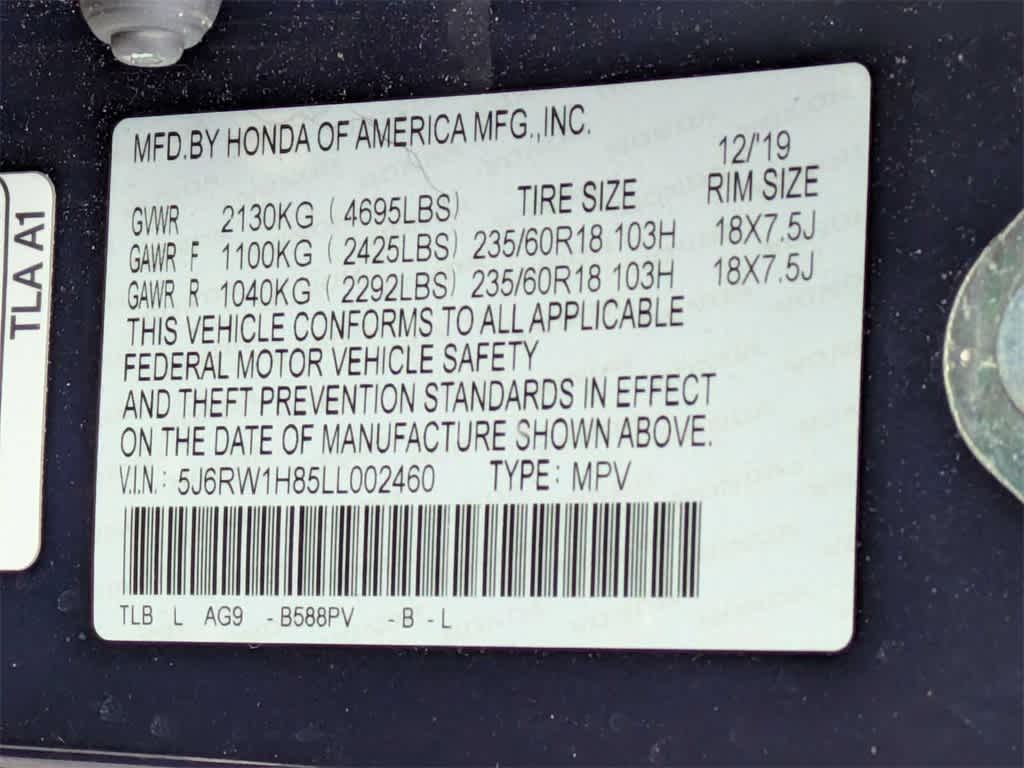 MFD.BY HONDA OF AMERICA MFG.,INC.
12/'19
TIRE SIZE RIM SIZE
GVWR 2130KG ( 4695LBS)
GAWR F 1100KG ( 2425LBS) 235/60R18 103H 18X7.5J
GAWR R 1040KG ( 2292LBS) 235/60R18 103H 18X7.5J
THIS VEHICLE CONFORMS TO ALL APPLICABLE
FEDERAL MOTOR VEHICLE SAFETY
AND THEFT PREVENTION STANDARDS IN EFFECT
ON THE DATE OF MANUFACTURE SHOWN ABOVE.
V.I.N.: 5J6RW1H85LL002460 TYPE: MPV
TLB L AG9 -B588PV -B -L
TLA A1